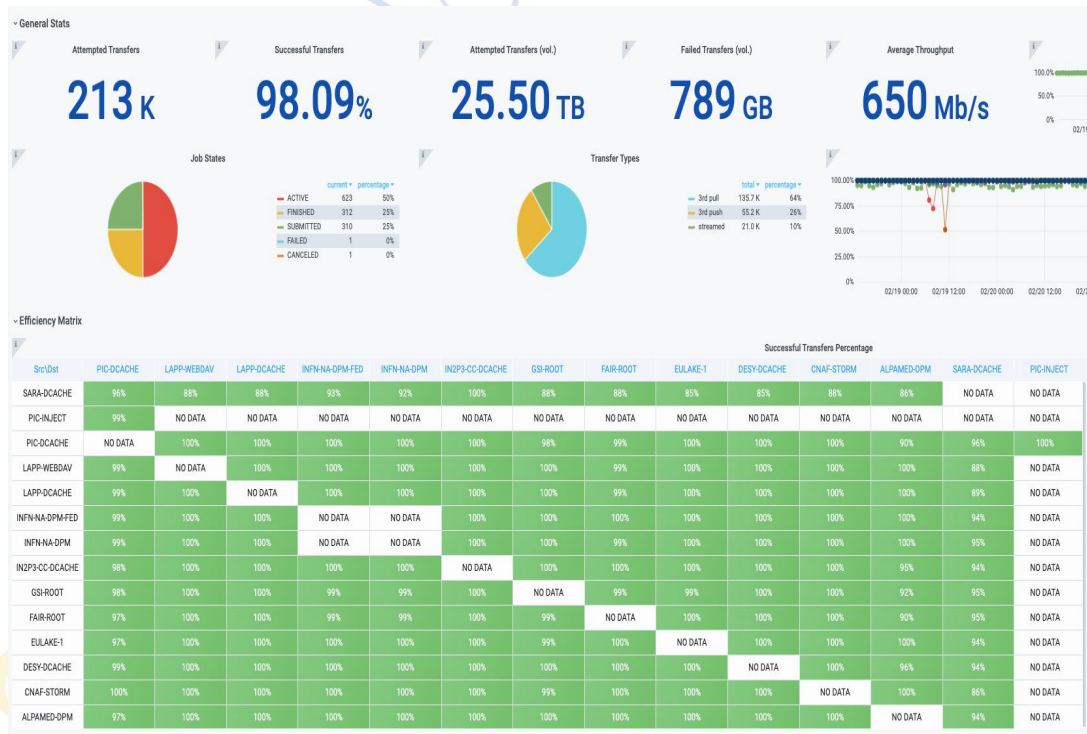 General Stats
Attempted Transfers Successful Transfers Attempted Transfers (vol.) Failed Transfers (vol.) Average Throughput
213 K 98.09% 25.50 TB 789 GB 650 Mb/s
100.0%
50.0%
0%
02/19
Job States Transfer Types
current percentage
ACTIVE 623 50%
FINISHED 312 25%
SUBMITTED 310 25%
FAILED 1 0%
CANCELED 1 0%
total percentage
3rd pull 135.7 K 64%
3rd push 55.2 K 26%
streamed 21.0 K 10%
100.00%
75.00%
50.00%
25.00%
0%
02/19 00:00 02/19 12:00 02/20 00:00 02/20 12:00 02/2
Efficiency Matrix
Successful Transfers Percentage
Src\Dst PIC-DCACHE LAPP-WEBDAV LAPP-DCACHE INFN-NA-DPM-FED INFN-NA-DPM IN2P3-CC-DCACHE GSI-ROOT FAIR-ROOT EULAKE-1 DESY-DCACHE CNAF-STORM ALPAMED-DPM SARA-DCACHE PIC-INJECT
SARA-DCACHE 96% 88% 88% 93% 92% 100% 88% 88% 85% 85% 88% 86% NO DATA NO DATA
PIC-INJECT 99% NO DATA NO DATA NO DATA NO DATA NO DATA NO DATA NO DATA NO DATA NO DATA NO DATA NO DATA NO DATA NO DATA
PIC-DCACHE NO DATA 100% 100% 100% 100% 100% 98% 99% 100% 100% 100% 90% 96% 100%
LAPP-WEBDAV 99% NO DATA 100% 100% 100% 100% 100% 99% 100% 100% 100% 100% 88% NO DATA
LAPP-DCACHE 99% 100% NO DATA 100% 100% 100% 100% 99% 100% 100% 100% 100% 89% NO DATA
INFN-NA-DPM-FED 99% 100% 100% NO DATA NO DATA 100% 100% 100% 100% 100% 100% 100% 94% NO DATA
INFN-NA-DPM 99% 100% 100% NO DATA NO DATA 100% 100% 99% 100% 100% 100% 100% 95% NO DATA
IN2P3-CC-DCACHE 98% 100% 100% 100% 100% NO DATA 100% 100% 100% 100% 100% 95% 94% NO DATA
GSI-ROOT 98% 100% 100% 99% 99% 100% NO DATA 99% 99% 100% 100% 92% 95% NO DATA
FAIR-ROOT 97% 100% 100% 99% 99% 100% 99% NO DATA 100% 100% 100% 90% 95% NO DATA
EULAKE-1 97% 100% 100% 100% 100% 100% 99% 100% NO DATA 100% 100% 100% 94% NO DATA
DESY-DCACHE 99% 100% 100% 100% 100% 100% 100% 100% 100% NO DATA 100% 96% 94% NO DATA
CNAF-STORM 100% 100% 100% 100% 100% 100% 99% 100% 100% 100% NO DATA 100% 86% NO DATA
ALPAMED-DPM 97% 100% 100% 100% 100% 100% 100% 100% 100% 100% 100% NO DATA 94% NO DATA